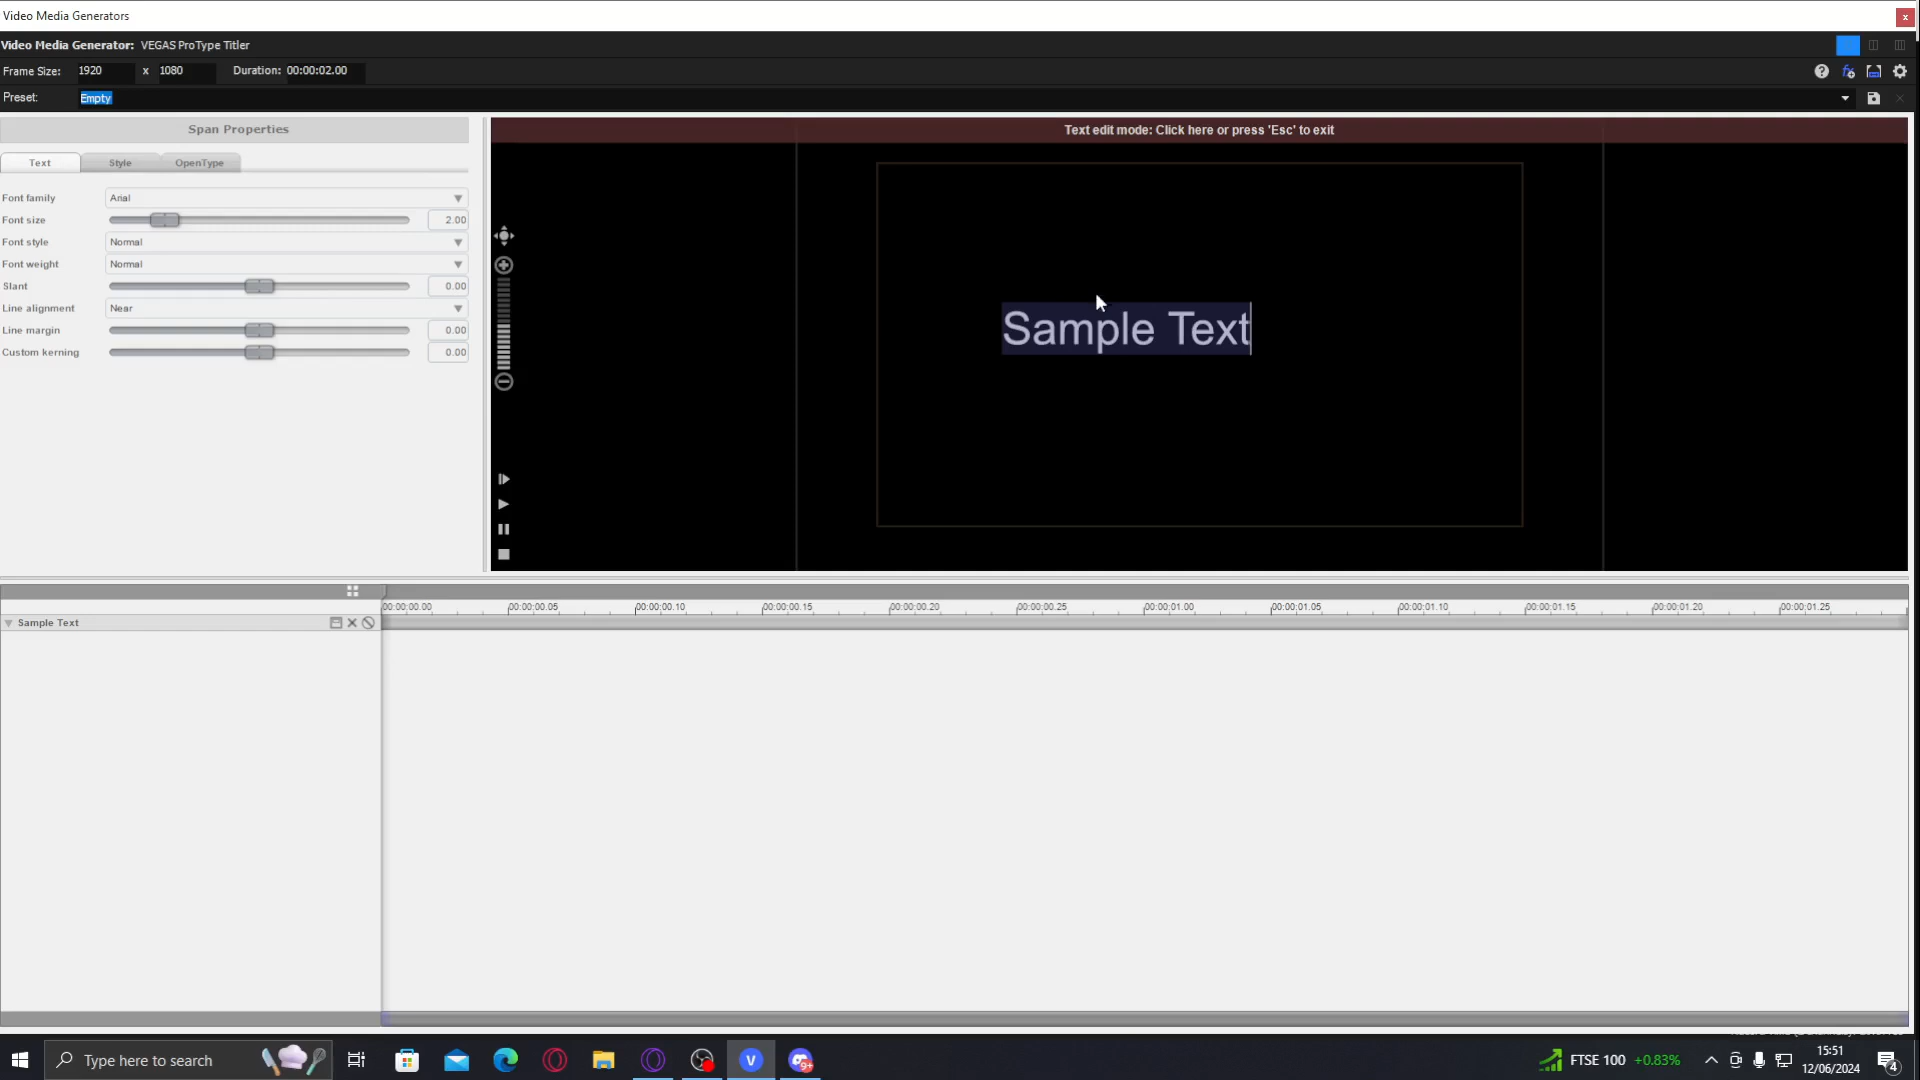 Video Media Generators
x
Video Media Generator: VEGAS ProType Titler
Frame Size: 1920 x 1080 Duration: 00:00:02.00
Preset: Empty
Span Properties
Text edit mode: Click here or press 'Esc' to exit
Text Style OpenType
Font family Arial
Font size 2.00
Font style Normal
Font weight Normal
Slant 0.00
Line alignment Near
Line margin 0.00
Custom kerning 0.00
Sample Text
00:00:00.00 00:00:00.05 00:00:00.10 00:00:00.15 00:00:00.20 00:00:00.25 00:00:01.00 00:00:01.05 00:00:01.10 00:00:01.15 00:00:01.20 00:00:01.25
Sample Text
Type here to search
9+
FTSE 100 +0.83%
15:51
12/06/2024
4